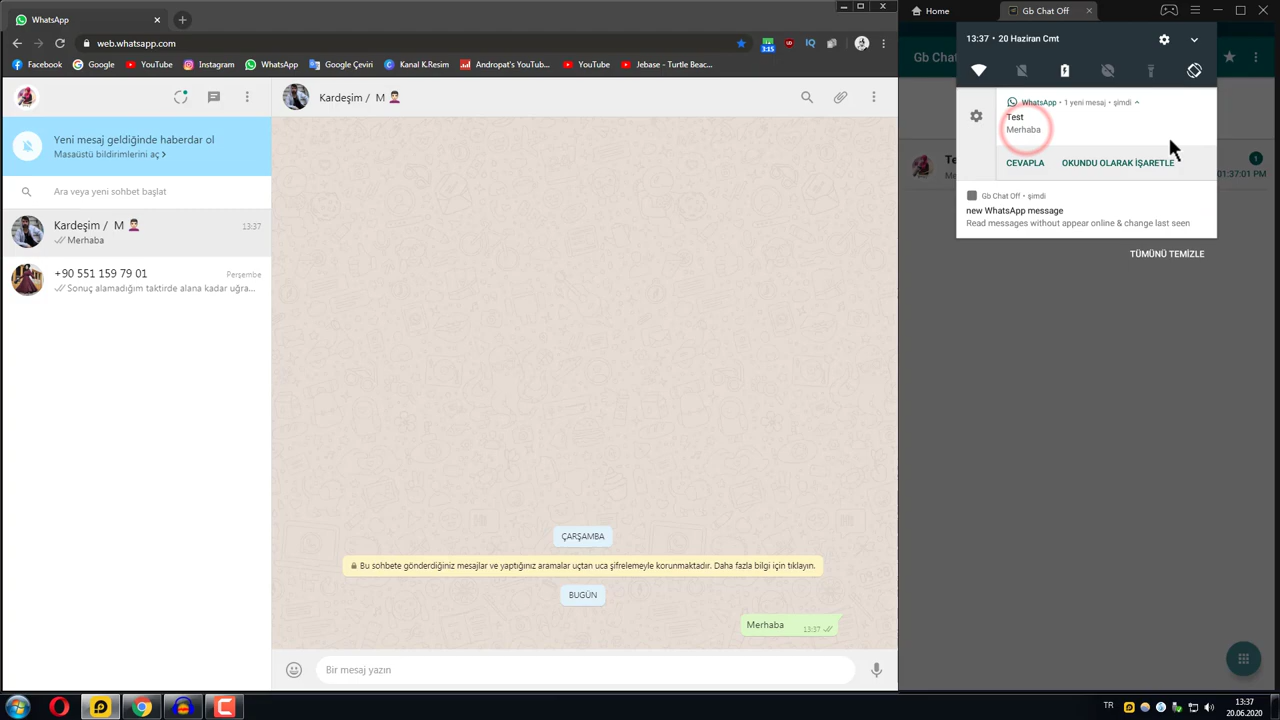 WhatsApp
web.whatsapp.com
3:15
IQ
Facebook
Google
YouTube
Instagram
WhatsApp
Google Çeviri
Kanal K.Resim
Andropat's YouTub...
YouTube
Jebase - Turtle Beac...
Yeni mesaj geldiğinde haberdar ol
Masaüstü bildirimlerini aç >
Ara veya yeni sohbet başlat
Kardeşim / M
13:37
Merhaba
+90 551 159 79 01
Perşembe
Sonuç alamadığım taktirde alana kadar uğra...
Kardeşim / M
ÇARŞAMBA
Bu sohbete gönderdiğiniz mesajlar ve yaptığınız aramalar uçtan uca şifrelemeyle korunmaktadır. Daha fazla bilgi için tıklayın.
BUGÜN
Merhaba
13:37
Bir mesaj yazın
Home
Gb Chat Off
Gb Cha
13:37 • 20 Haziran Cmt
WhatsApp • 1 yeni mesaj • şimdi
Test
Merhaba
CEVAPLA
OKUNDU OLARAK İŞARETLE
Gb Chat Off • şimdi
new WhatsApp message
Read messages without appear online & change last seen
TÜMÜNÜ TEMİZLE
1
01:37:01 PM
TR
13:37
20.06.2020